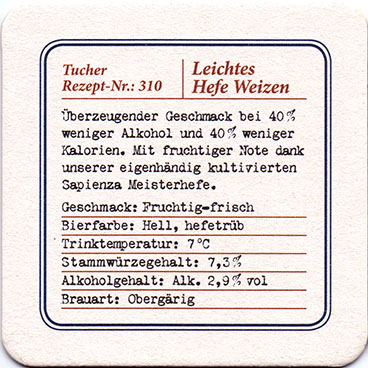 Tucher
Rezept-Nr.: 310
Leichtes
Hefe Weizen
Überzeugender Geschmack bei 40%
weniger Alkohol und 40% weniger
Kalorien. Mit fruchtiger Note dank
unserer eigenhändig kultivierten
Sapienza Meisterhefe.
Geschmack: Fruchtig-frisch
Bierfarbe: Hell, hefetrüb
Trinktemperatur: 7°C
Stammwürzegehalt: 7,3%
Alkoholgehalt: Alk. 2,9% vol
Brauart: Obergärig